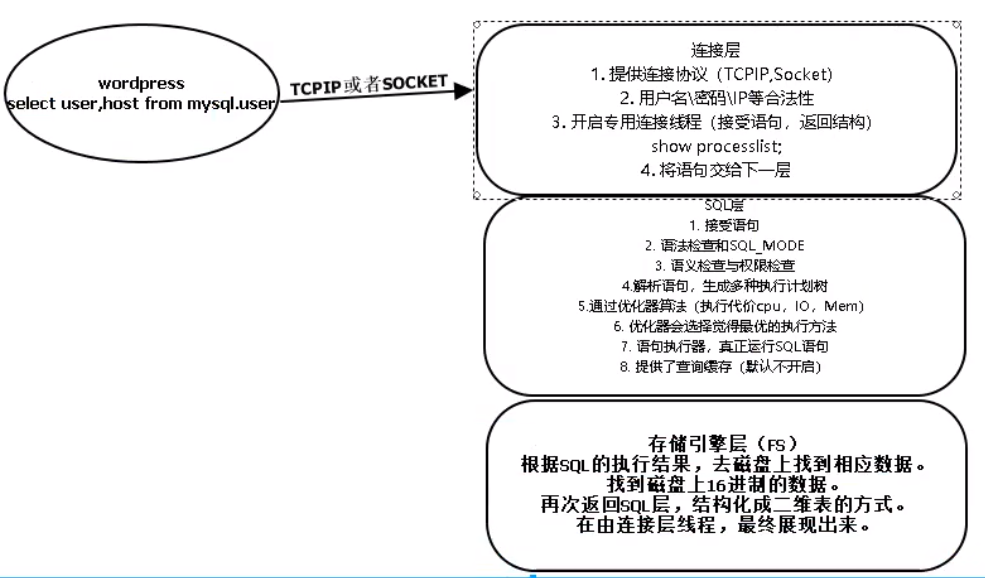 wordpress
select user,host from mysql.user
TCPIP或者SOCKET
连接层
1. 提供连接协议（TCPIP,Socket）
2. 用户名\密码\IP等合法性
3. 开启专用连接线程（接受语句，返回结构）
show processlist;
4. 将语句交给下一层
SQL层
1. 接受语句
2. 语法检查和SQL_MODE
3. 语义检查与权限检查
4.解析语句，生成多种执行计划树
5.通过优化器算法（执行代价cpu，IO，Mem）
6. 优化器会选择觉得最优的执行方法
7. 语句执行器，真正运行SQL语句
8. 提供了查询缓存（默认不开启）
存储引擎层（FS）
根据SQL的执行结果，去磁盘上找到相应数据。
找到磁盘上16进制的数据。
再次返回SQL层，结构化成二维表的方式。
在由连接层线程，最终展现出来。